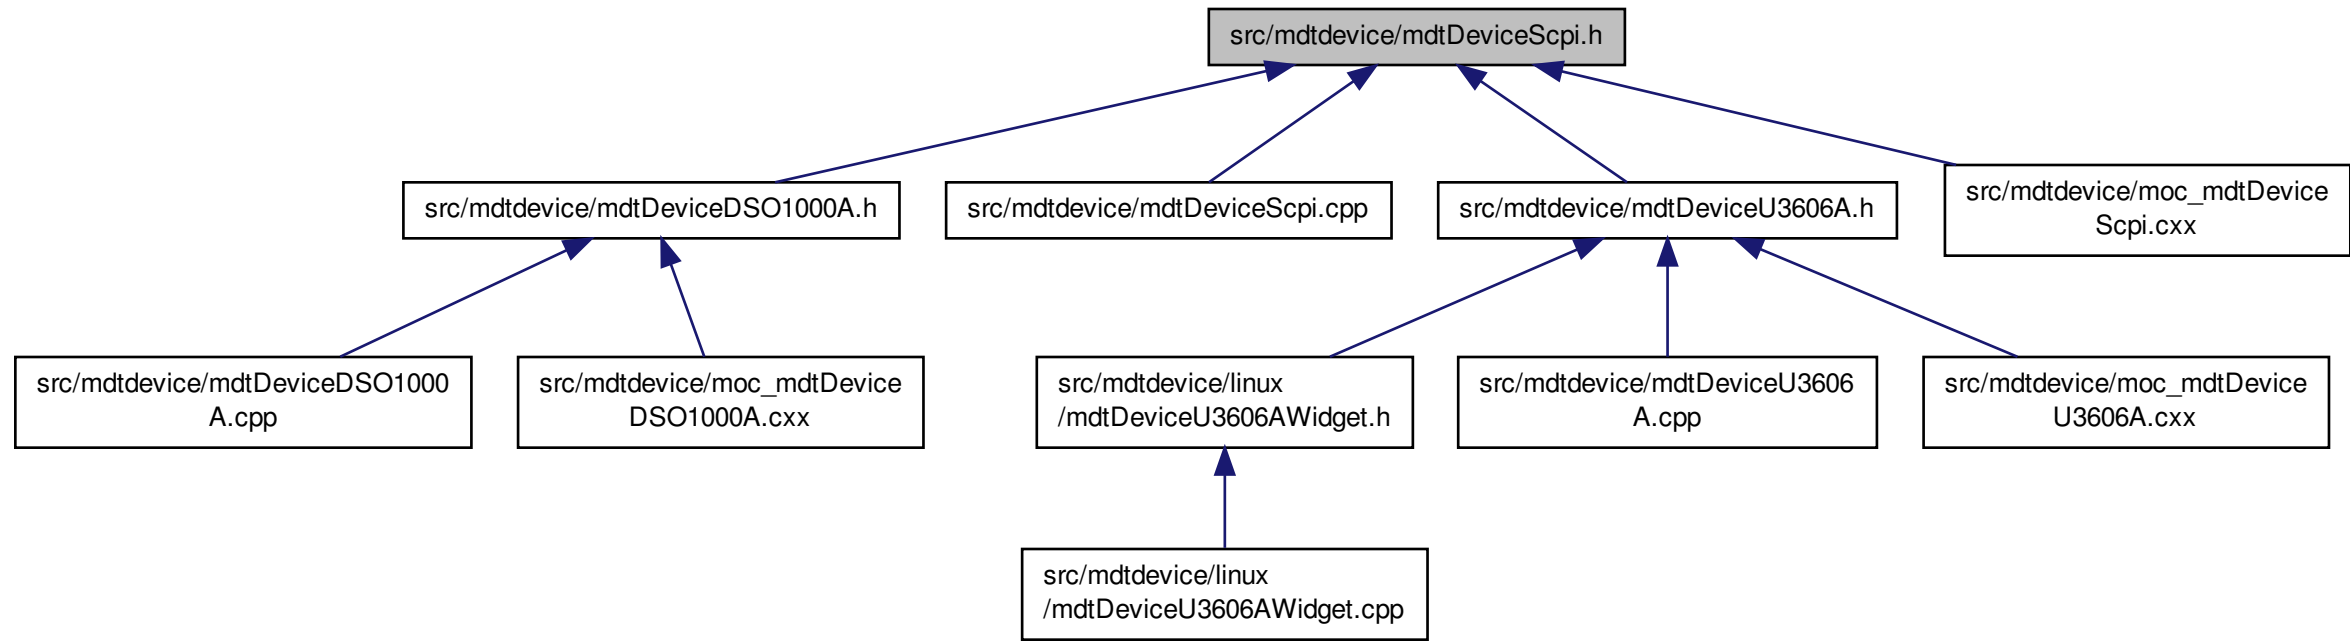 src/mdtdevice/mdtDeviceScpi.h
src/mdtdevice/mdtDeviceDSO1000A.h
src/mdtdevice/mdtDeviceScpi.cpp
src/mdtdevice/mdtDeviceU3606A.h
src/mdtdevice/moc_mdtDevice
Scpi.cxx
src/mdtdevice/mdtDeviceDSO1000
A.cpp
src/mdtdevice/moc_mdtDevice
DSO1000A.cxx
src/mdtdevice/linux
/mdtDeviceU3606AWidget.h
src/mdtdevice/mdtDeviceU3606
A.cpp
src/mdtdevice/moc_mdtDevice
U3606A.cxx
src/mdtdevice/linux
/mdtDeviceU3606AWidget.cpp